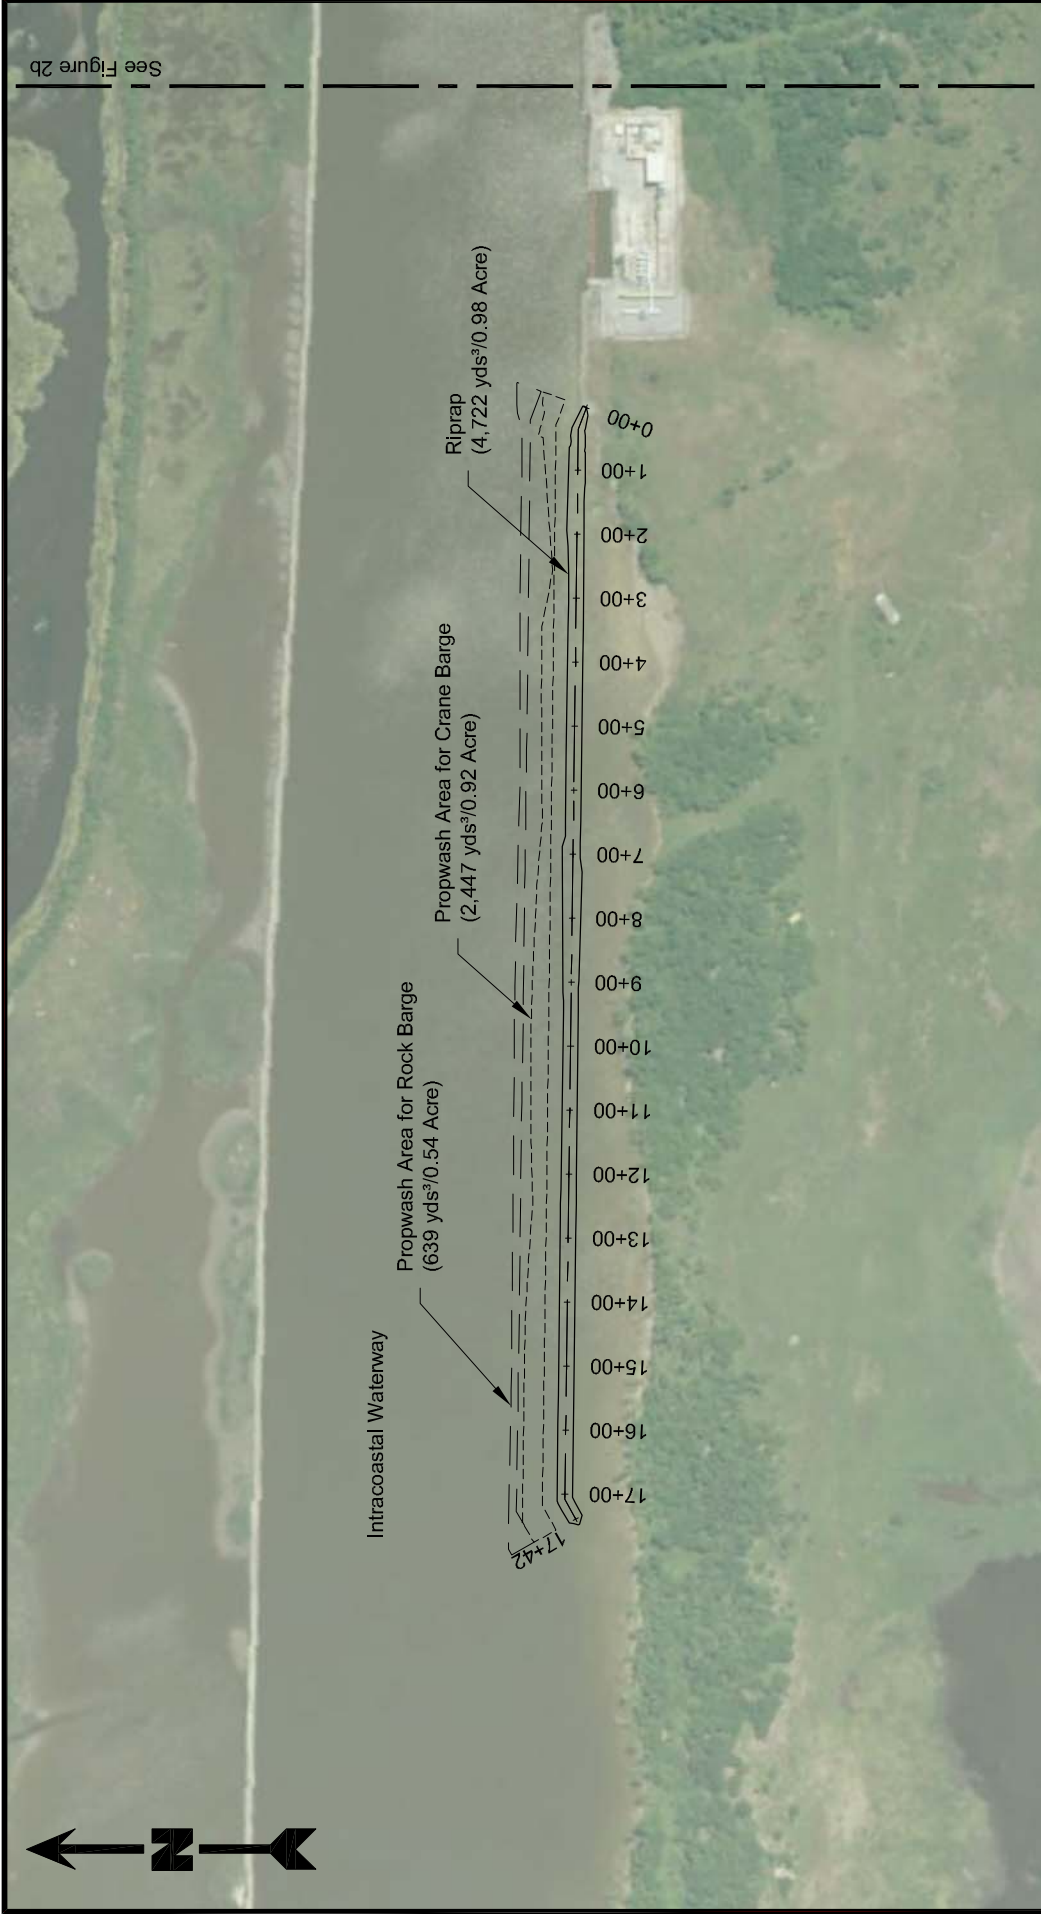 See Figure 2b
Riprap
(4,722 yds³/0.98 Acre)
Propwash Area for Crane Barge
(2,447 yds³/0.92 Acre)
Propwash Area for Rock Barge
(639 yds³/0.54 Acre)
Intracoastal Waterway
0+00
1+00
2+00
3+00
4+00
5+00
6+00
7+00
8+00
9+00
10+00
11+00
12+00
13+00
14+00
15+00
16+00
17+00
17+42
N